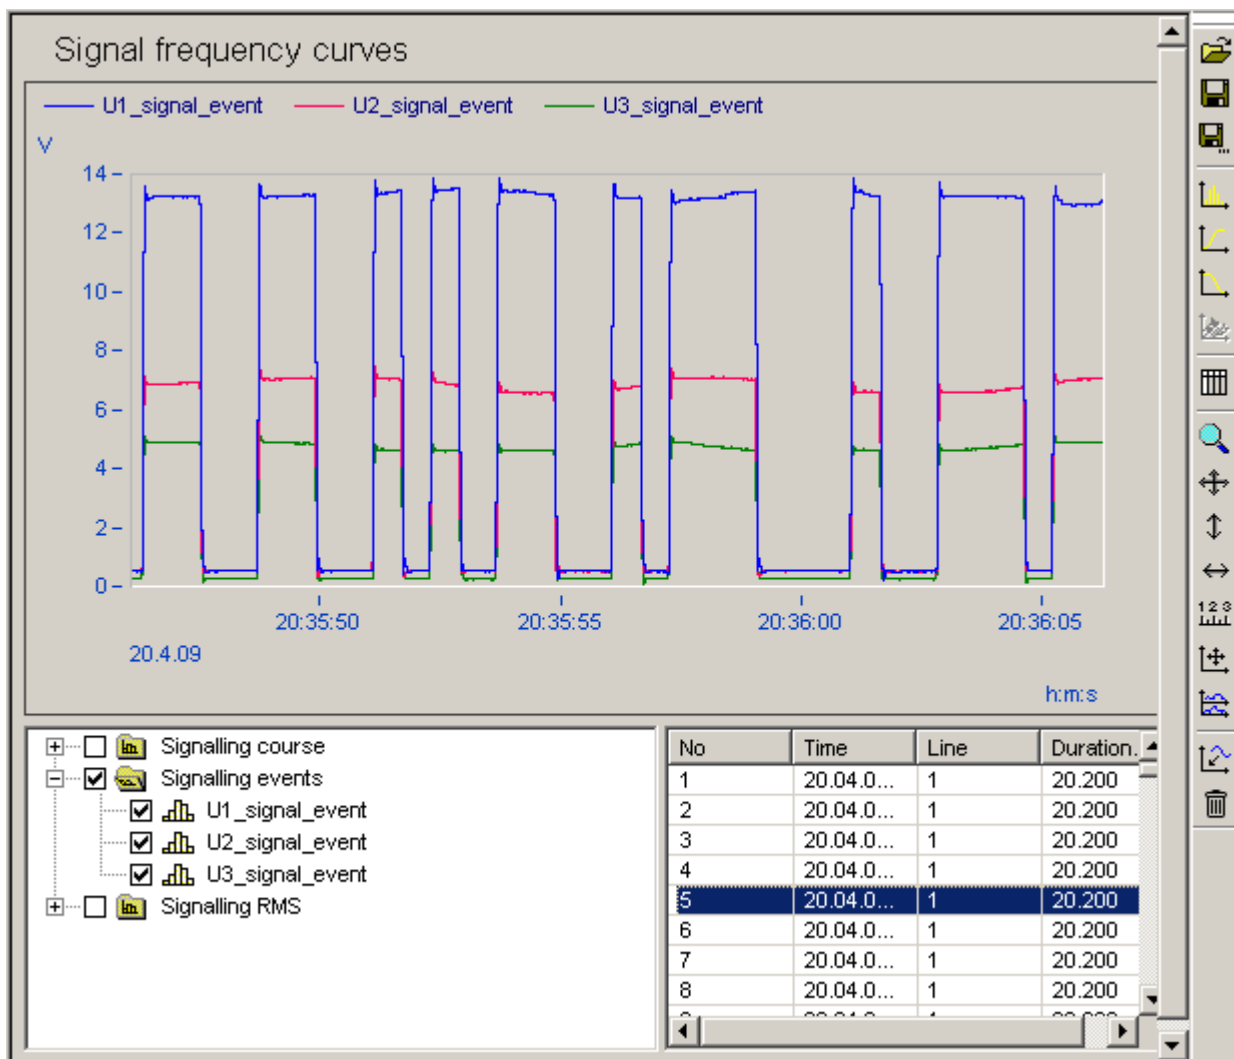 Signal frequency curves
U1_signal_event U2_signal_event U3_signal_event
V
14
12
10
8
6
4
2
0
20:35:50 20:35:55 20:36:00 20:36:05
20.4.09
h:m:s
Signalling course
Signalling events
U1_signal_event
U2_signal_event
U3_signal_event
Signalling RMS
No Time Line Duration.
1 20.04.0... 1 20.200
2 20.04.0... 1 20.200
3 20.04.0... 1 20.200
4 20.04.0... 1 20.200
5 20.04.0... 1 20.200
6 20.04.0... 1 20.200
7 20.04.0... 1 20.200
8 20.04.0... 1 20.200
1 2 3